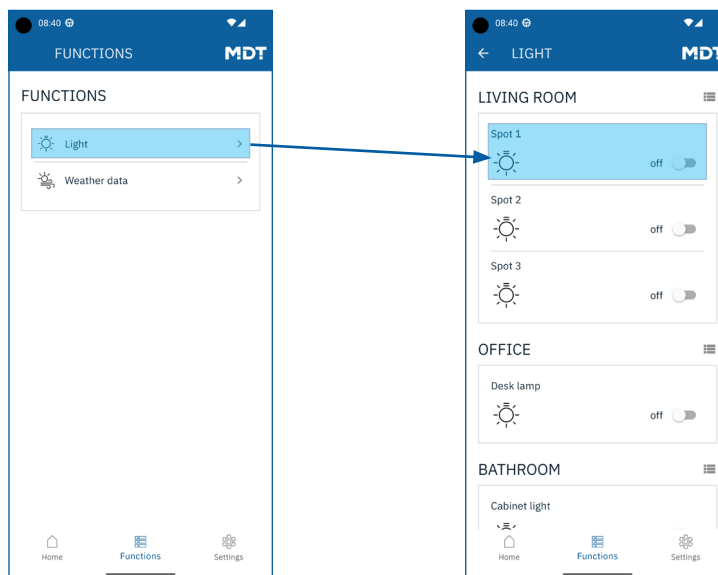 08:40
FUNCTIONS
MDT
FUNCTIONS
Light
Weather data
Home
Functions
Settings
08:40
LIGHT
MDT
LIVING ROOM
Spot 1
off
Spot 2
off
Spot 3
off
OFFICE
Desk lamp
off
BATHROOM
Cabinet light
Home
Functions
Settings